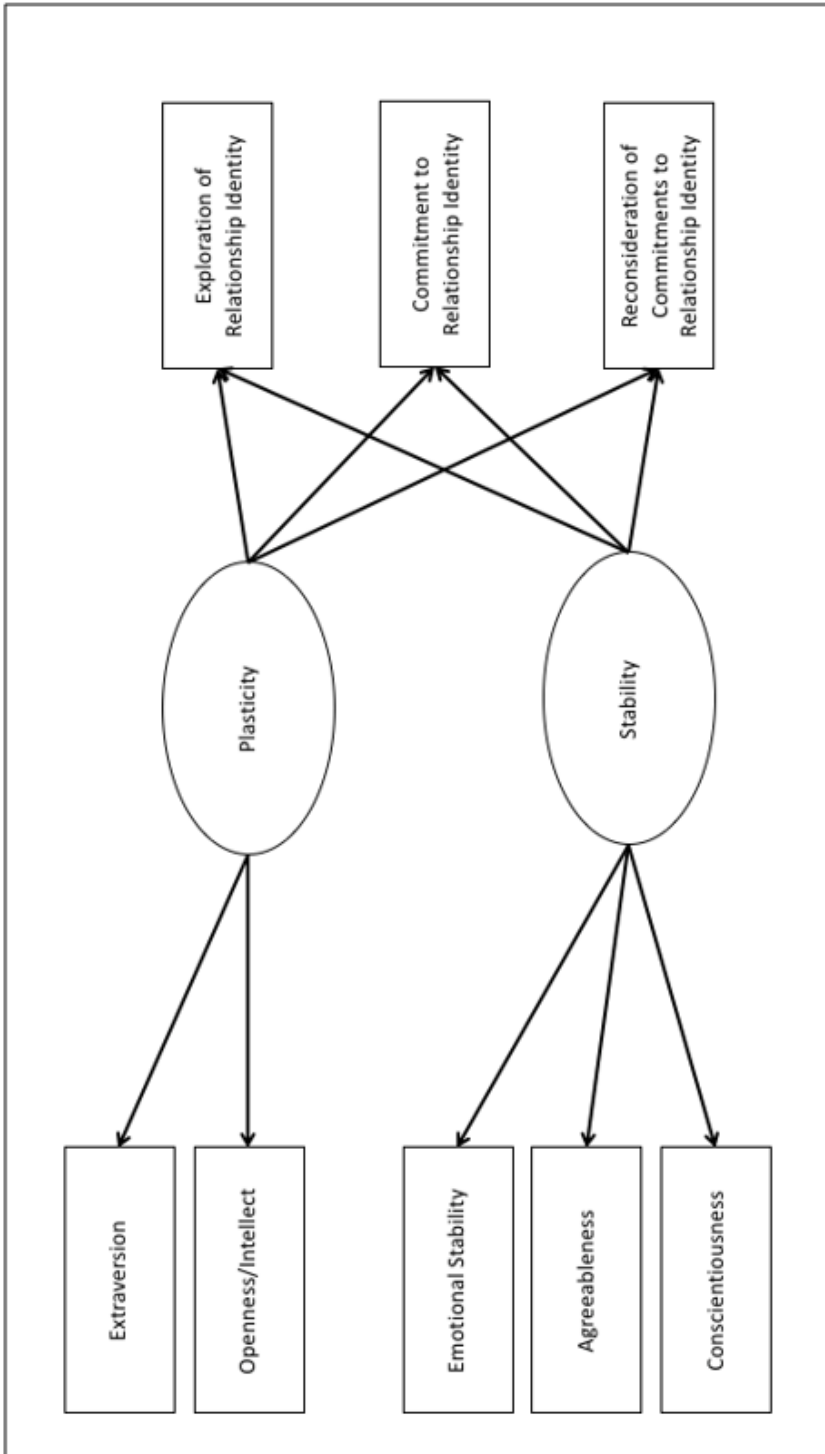 Extraversion
Openness/Intellect
Emotional Stability
Agreeableness
Conscientiousness
Plasticity
Stability
Exploration of
Relationship Identity
Commitment to
Relationship Identity
Reconsideration of
Commitments to
Relationship Identity